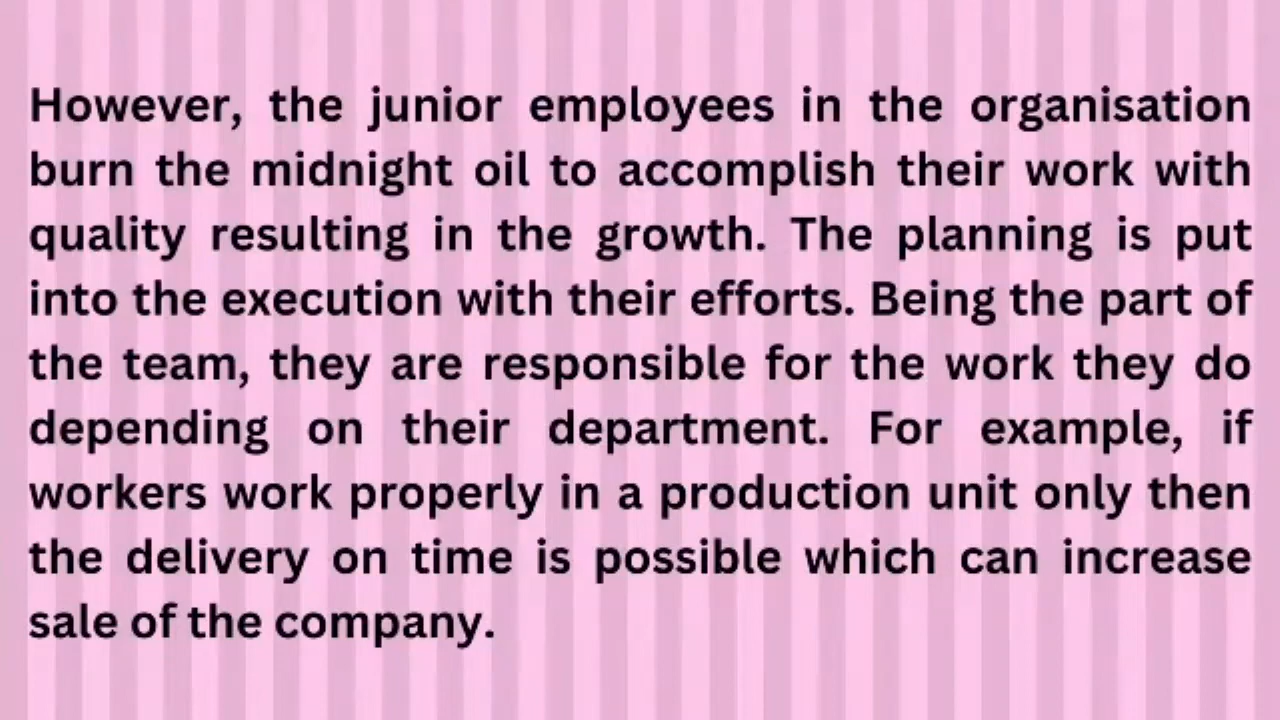 However, the junior employees in the organisation
burn the midnight oil to accomplish their work with
quality resulting in the growth. The planning is put
into the execution with their efforts. Being the part of
the team, they are responsible for the work they do
depending on their department. For example, if
workers work properly in a production unit only then
the delivery on time is possible which can increase
sale of the company.